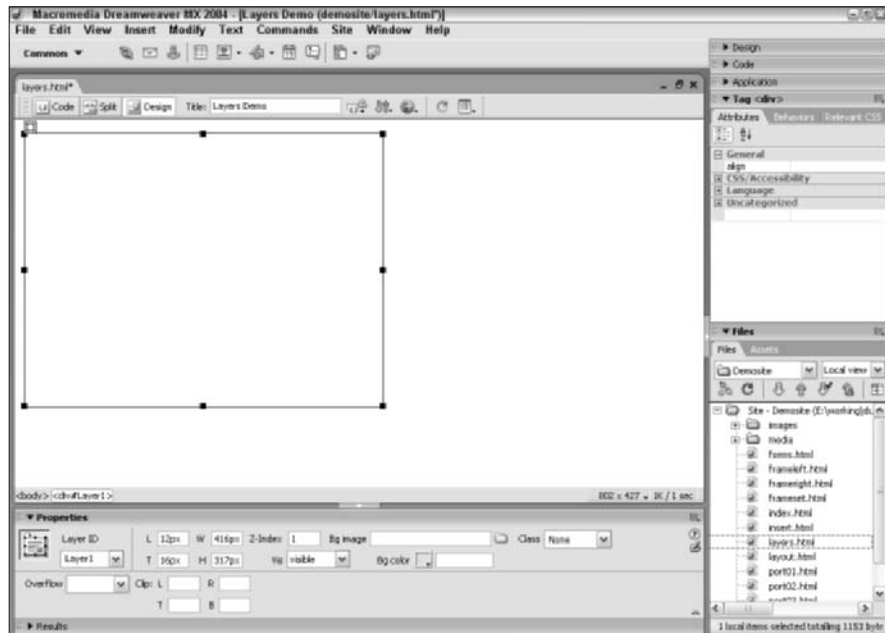 Macromedia Dreamweaver MX 2004 - [Layers Demo (demosite/layers.html*)]
File Edit View Insert Modify Text Commands Site Window Help
Common
layers.html*
Code Split Design Title: Layers Demo
<body> <div#Layer1>
802 x 427 1K / 1 sec
Properties
Layer ID L 12px W 416px Z-Index 1 Bg image Class None
Layer1 T 16px H 317px Vis visible Bg color
Overflow Clip: L R
T B
Results
Design
Code
Application
Tag <div>
Attributes Behaviors Relevant CSS
General
align
CSS/Accessibility
Language
Uncategorized
Files
Files Assets
Demosite Local view
Site - Demosite
images
media
forms.html
frameleft.html
frameright.html
frameset.html
index.html
insert.html
layers.html
layout.html
port01.html
port02.html
1 local items selected totalling 1153 byte